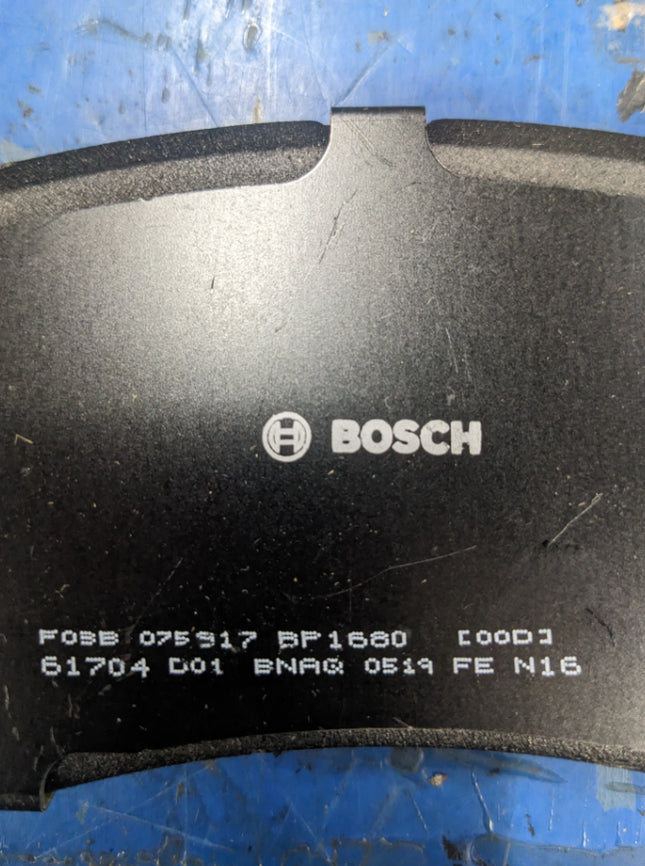 BOSCH
F03B 075917 BP1680 [00D]
61704 D01 BNAQ 0519 FE N16